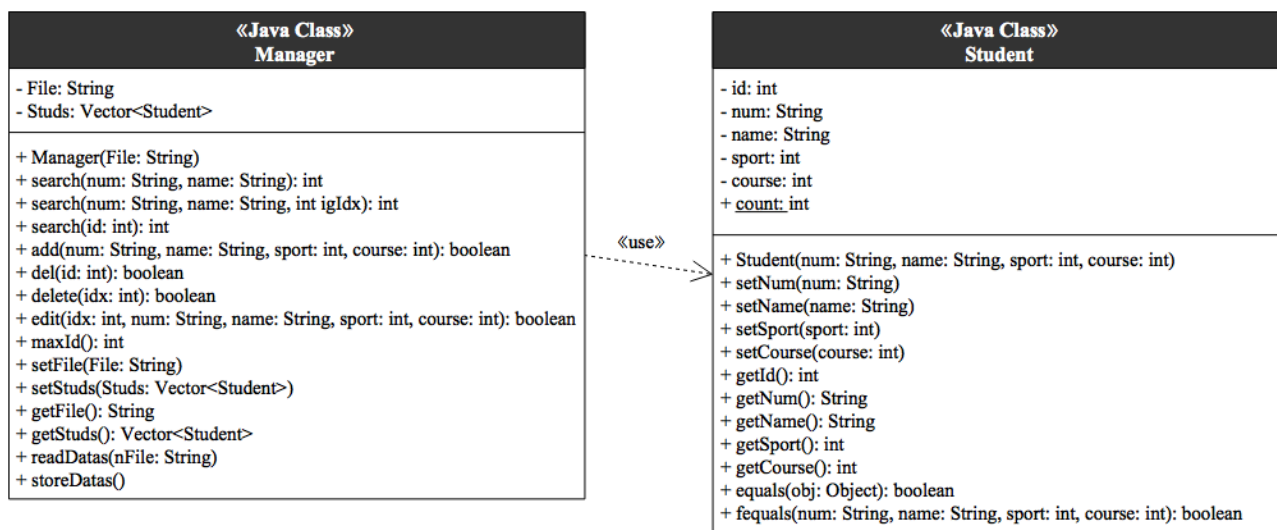 《Java Class》
Manager
- File: String
- Studs: Vector<Student>
+ Manager(File: String)
+ search(num: String, name: String): int
+ search(num: String, name: String, int igIdx): int
+ search(id: int): int
+ add(num: String, name: String, sport: int, course: int): boolean
+ del(id: int): boolean
+ delete(idx: int): boolean
+ edit(idx: int, num: String, name: String, sport: int, course: int): boolean
+ maxId(): int
+ setFile(File: String)
+ setStuds(Studs: Vector<Student>)
+ getFile(): String
+ getStuds(): Vector<Student>
+ readDatas(nFile: String)
+ storeDatas()
《use》
《Java Class》
Student
- id: int
- num: String
- name: String
- sport: int
- course: int
+ count: int
+ Student(num: String, name: String, sport: int, course: int)
+ setNum(num: String)
+ setName(name: String)
+ setSport(sport: int)
+ setCourse(course: int)
+ getId(): int
+ getNum(): String
+ getName(): String
+ getSport(): int
+ getCourse(): int
+ equals(obj: Object): boolean
+ fequals(num: String, name: String, sport: int, course: int): boolean